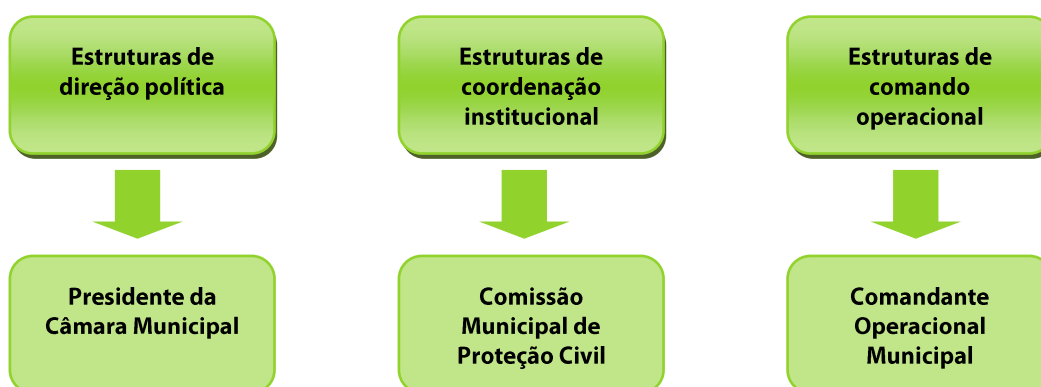 Estruturas de
direção política
Estruturas de
coordenação
institucional
Estruturas de
comando
operacional
Presidente da
Câmara Municipal
Comissão
Municipal de
Proteção Civil
Comandante
Operacional
Municipal